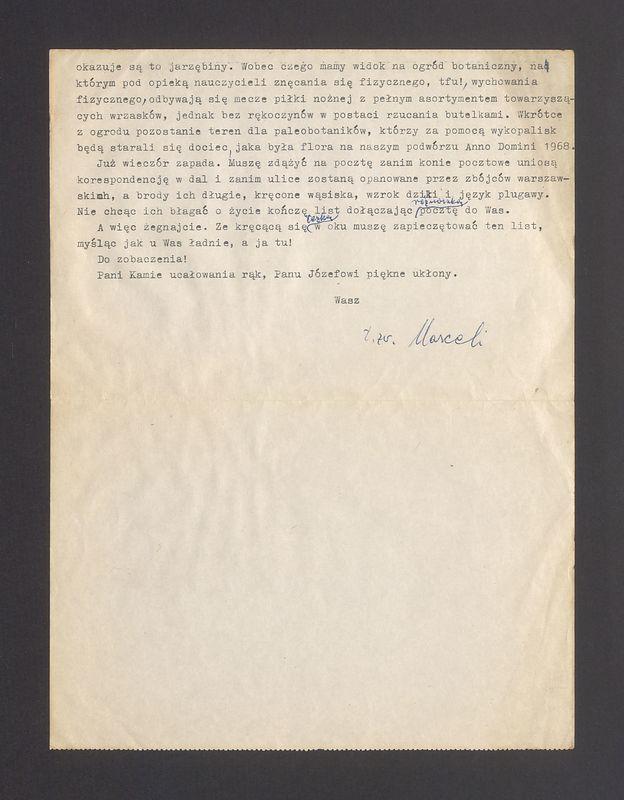 okazuje są to jarzębiny. Wobec czego mamy widok na ogród botaniczny, nad
którym pod opieką nauczycieli znęcania się fizycznego, tfu!, wychowania
fizycznego, odbywają się mecze piłki nożnej z pełnym asortymentem towarzyszą-
cych wrzasków, jednak bez rękoczynów w postaci rzucania butelkami. Wkrótce
z ogrodu pozostanie teren dla paleobotaników, którzy za pomocą wykopalisk
będą starali się dociec, jaka była flora na naszym podwórzu Anno Domini 1968.
Już wieczór zapada. Muszę zdążyć na pocztę zanim konie pocztowe uniosą
korespondencję w dal i zanim ulice zostaną opanowane przez zbójców warszaw-
skich, a brody ich długie, kręcone wąsiska, wzrok dziki i język plugawy.
Nie chcąc ich błagać o życie kończę list dołączając pocztę do Was.
łezką
A więc żegnajcie. Ze kręcącą się w oku muszę zapieczętować ten list,
myśląc jak u Was ładnie, a ja tu!
Do zobaczenia!
Pani Kamie ucałowania rąk, Panu Józefowi piękne ukłony.
Wasz
t.zw. Marceli